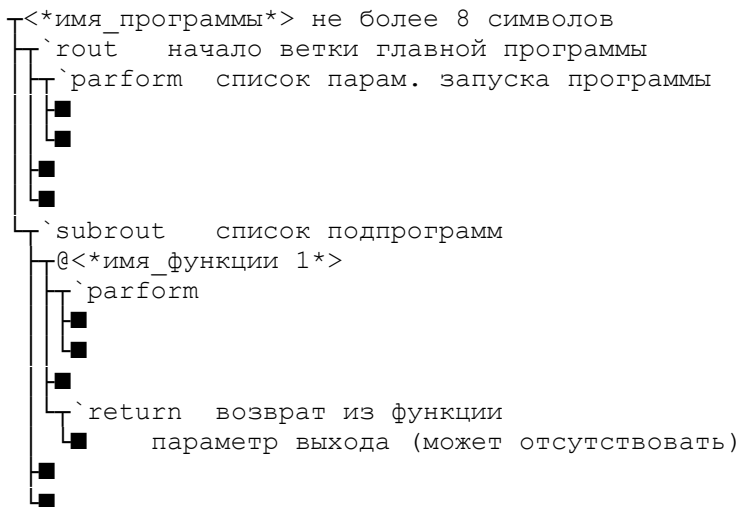 <*имя_программы*> не более 8 символов
`rout начало ветки главной программы
`parform список парам. запуска программы
`subrout список подпрограмм
@<*имя_функции 1*>
`parform
`return возврат из функции
параметр выхода (может отсутствовать)